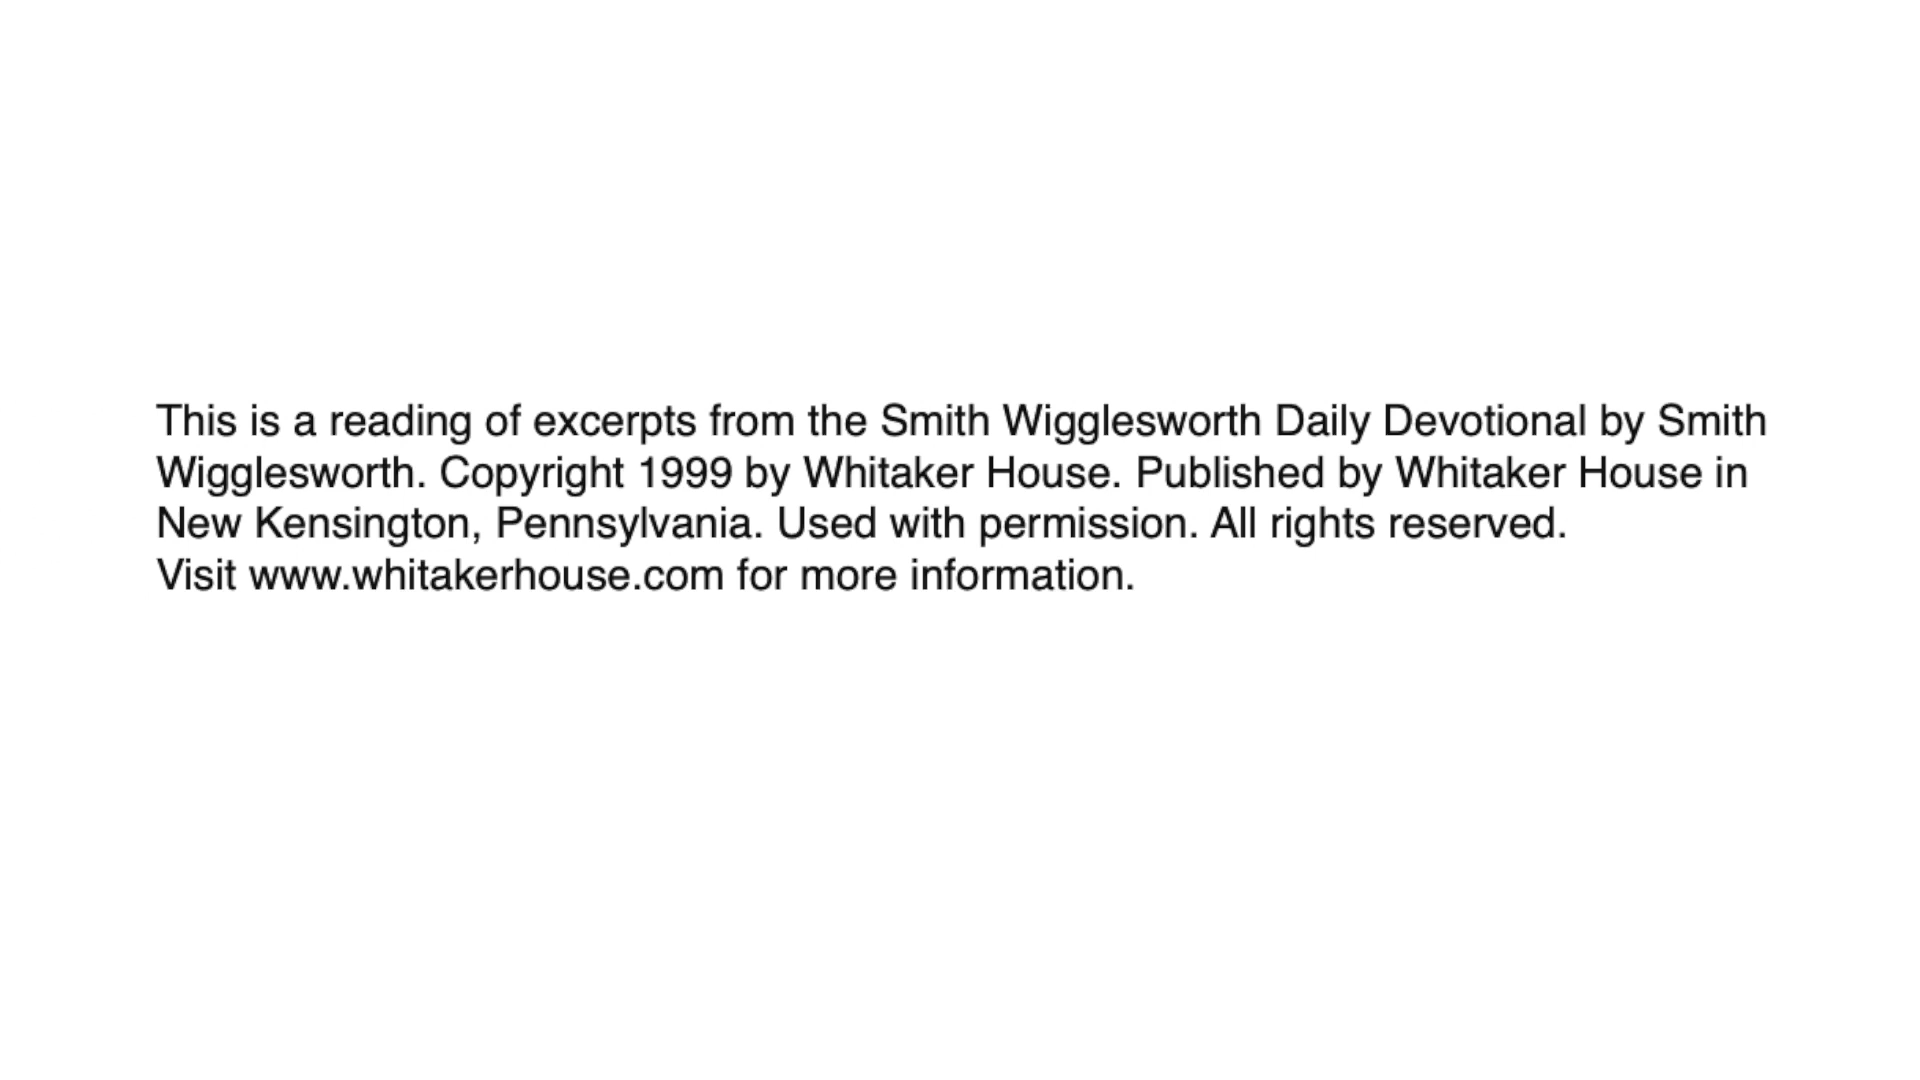 This is a reading of excerpts from the Smith Wigglesworth Daily Devotional by Smith
Wigglesworth. Copyright 1999 by Whitaker House. Published by Whitaker House in
New Kensington, Pennsylvania. Used with permission. All rights reserved.
Visit www.whitakerhouse.com for more information.